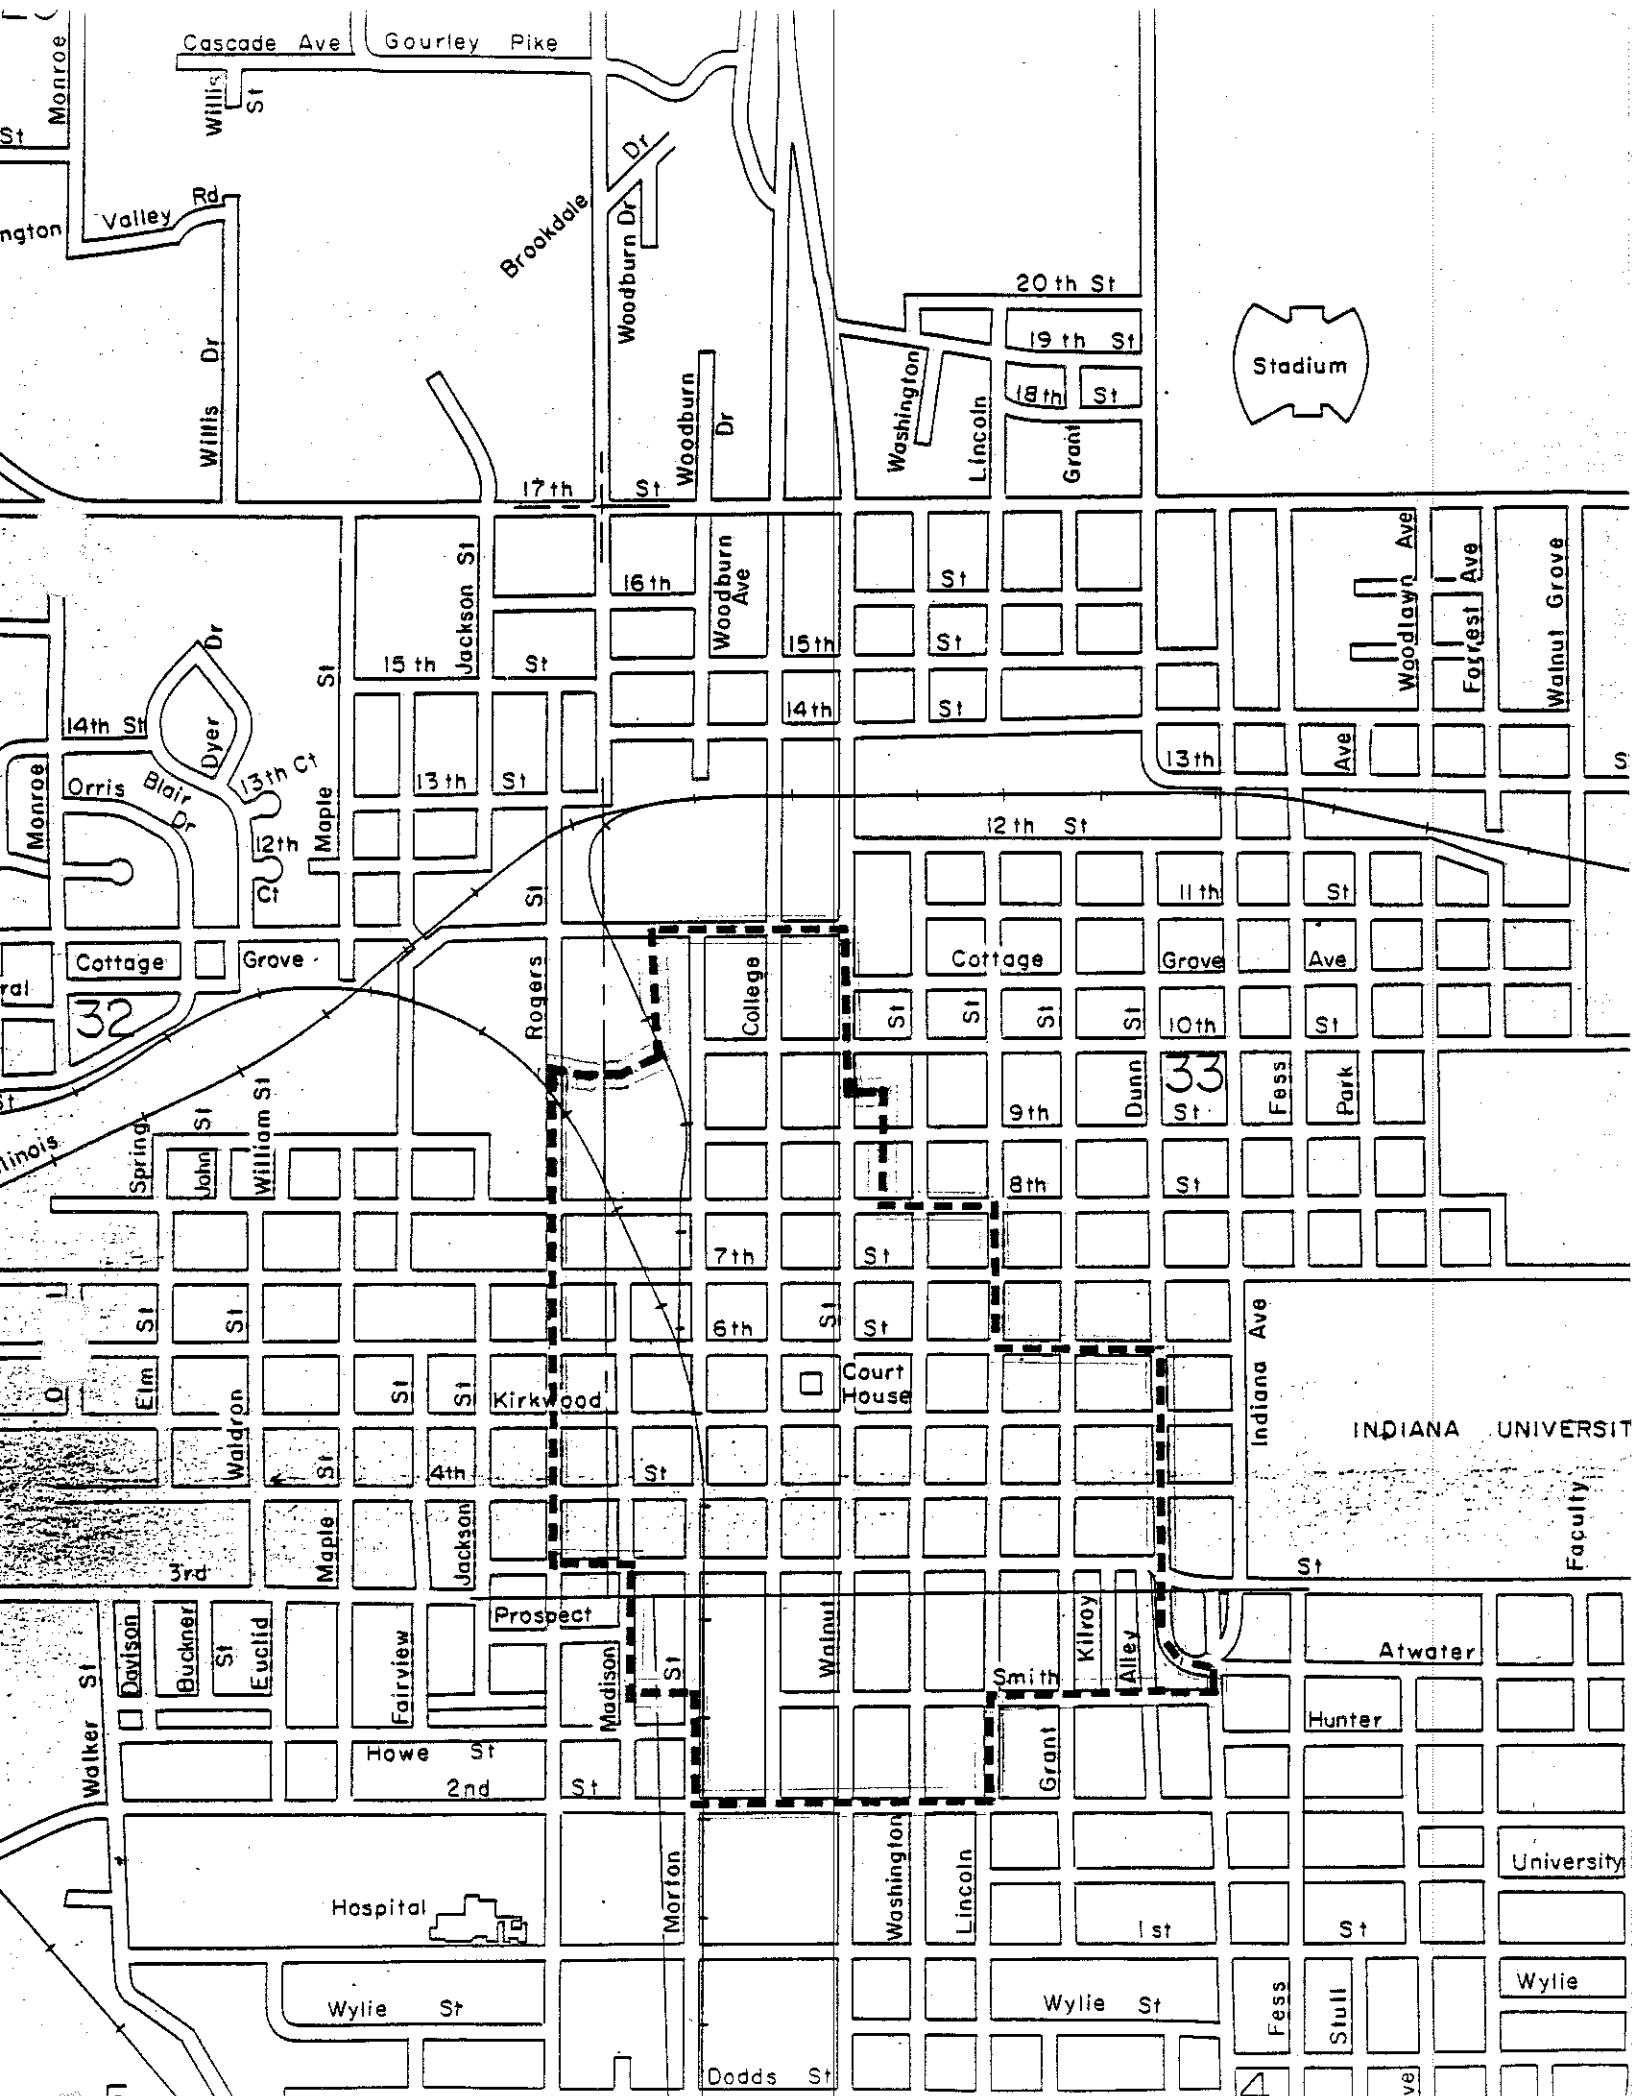 Cascade Ave
Gourley Pike
Monroe
Willis
St
St
Dr
Rd
Valley
ngton
Brookdale
Woodburn Dr
20th St
19th St
Stadium
Willis Dr
18th St
Washington
Woodburn
Dr
Lincoln
Grant
17th St
Woodburn
Ave
Jackson St
16th
St
Woodlawn Ave
Forrest Ave
Walnut Grove
Dr
15th St
15th
St
St
14th St
14th
St
Dyer
13th Ct
13th St
13th
Ave
S
Orris
Blair
Dr
Monroe
Maple
12th
Ct
12th St
11th
St
St
Cottage Grove
Rogers
College
Cottage Grove Ave
ral
32
St
St
St
St
10th
St
33
9th
St
Dunn
Fess
Park
St
llinois
Spring
John St
William St
8th
St
7th
St
6th
St
St
Elm St
Waldron St
St
St
Kirkwood
Court
House
Indiana Ave
INDIANA UNIVERSIT
St
4th
St
Maple
Jackson
3rd
St
Faculty
Prospect
Davison
Buckner
St
Euclid
Fairview
Madison
St
Walnut
Kilroy
Alley
Smith
Atwater
Walker St
Hunter
Howe St
2nd
St
Grant
Morton
Washington
Lincoln
University
Hospital
1st
St
Wylie St
Wylie St
Fess
Stull
Wylie
Dodds St
4
ve